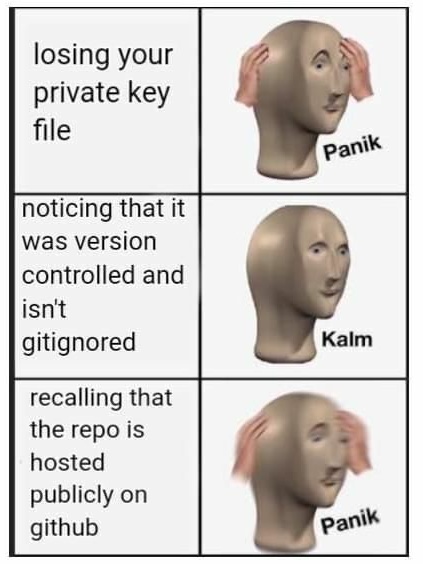 losing your
private key
file
Panik
noticing that it
was version
controlled and
isn't
gitignored
Kalm
recalling that
the repo is
hosted
publicly on
github
Panik